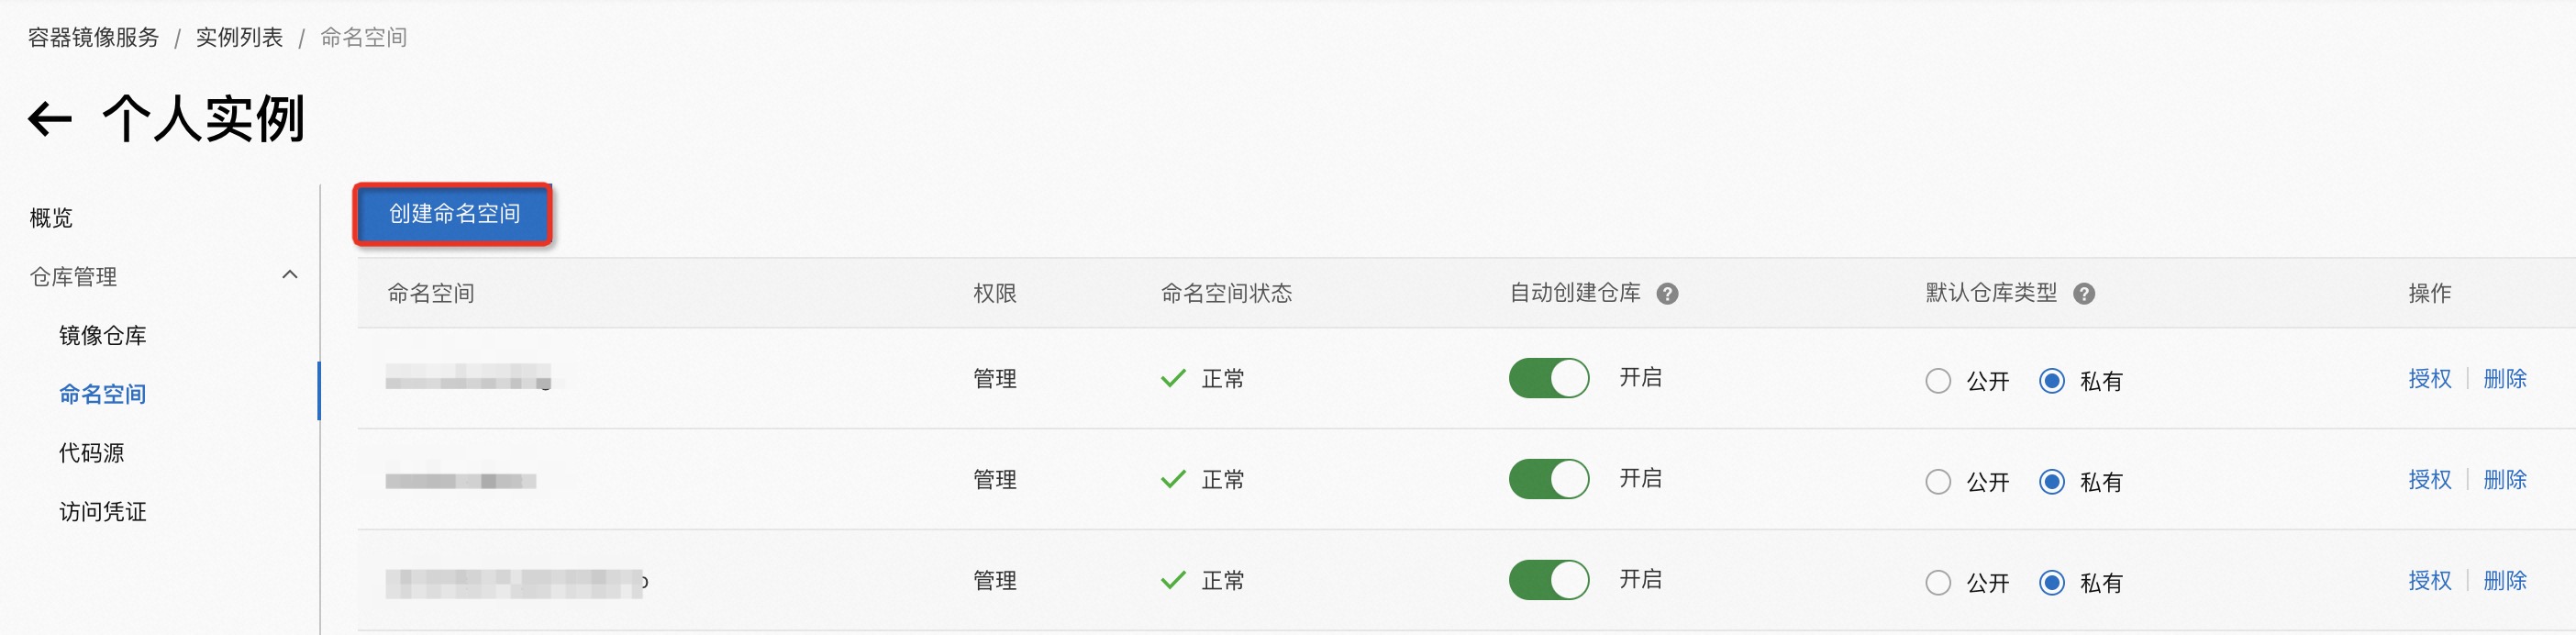 容器镜像服务 / 实例列表 / 命名空间
个人实例
概览
仓库管理
镜像仓库
命名空间
代码源
访问凭证
创建命名空间
命名空间 权限 命名空间状态 自动创建仓库 ? 默认仓库类型 ? 操作
管理 正常 开启 公开 私有 授权 | 删除
管理 正常 开启 公开 私有 授权 | 删除
管理 正常 开启 公开 私有 授权 | 删除